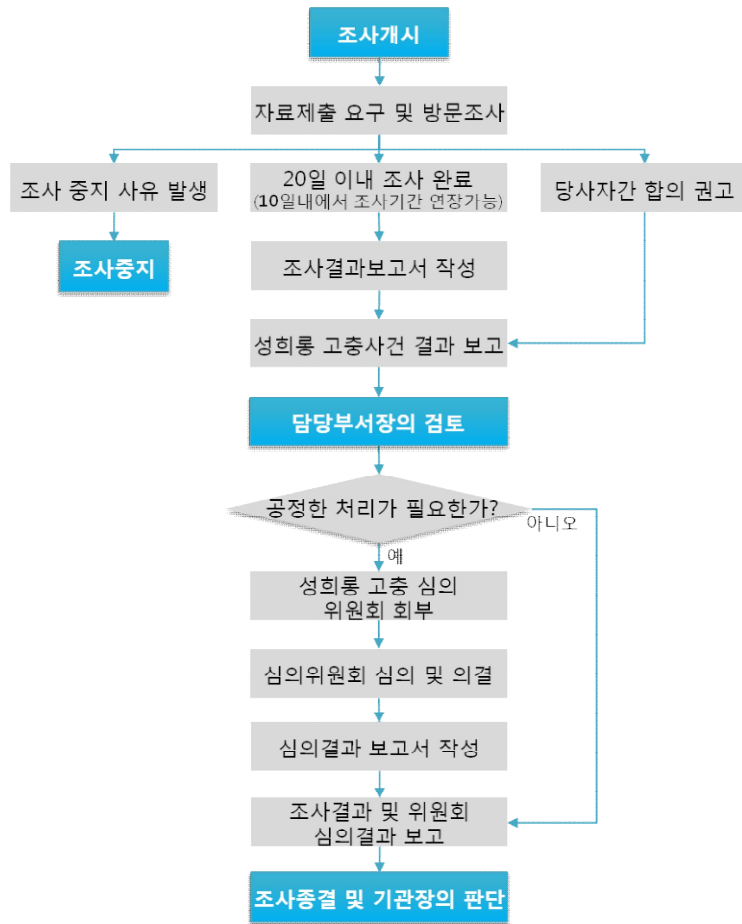 조사개시
자료제출 요구 및 방문조사
조사 중지 사유 발생
20일 이내 조사 완료
(10일내에서 조사기간 연장가능)
당사자간 합의 권고
조사중지
조사결과보고서 작성
성희롱 고충사건 결과 보고
담당부서장의 검토
공정한 처리가 필요한가?
아니오
예
성희롱 고충 심의
위원회 회부
심의위원회 심의 및 의결
심의결과 보고서 작성
조사결과 및 위원회
심의결과 보고
조사종결 및 기관장의 판단